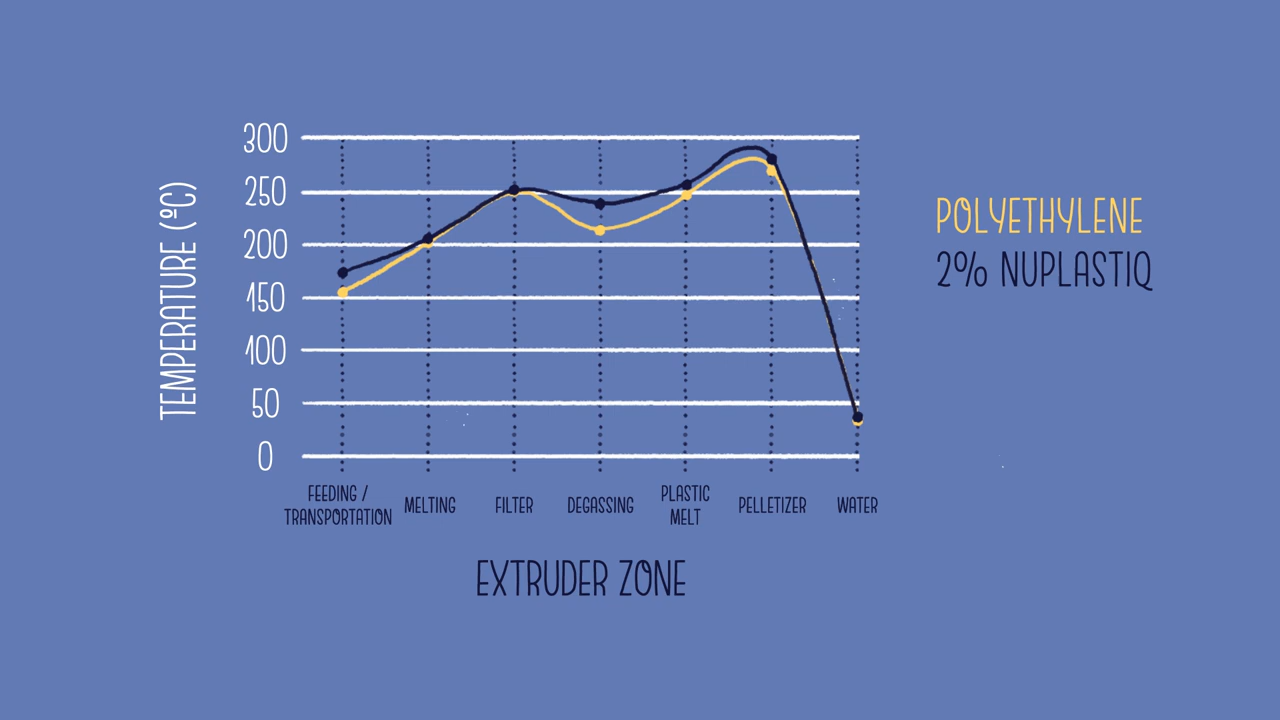 300
250
200
150
100
50
0
TEMPERATURE (ºC)
FEEDING /
TRANSPORTATION
MELTING
FILTER
DEGASSING
PLASTIC
MELT
PELLETIZER
WATER
EXTRUDER ZONE
POLYETHYLENE
2% NUPLASTIQ